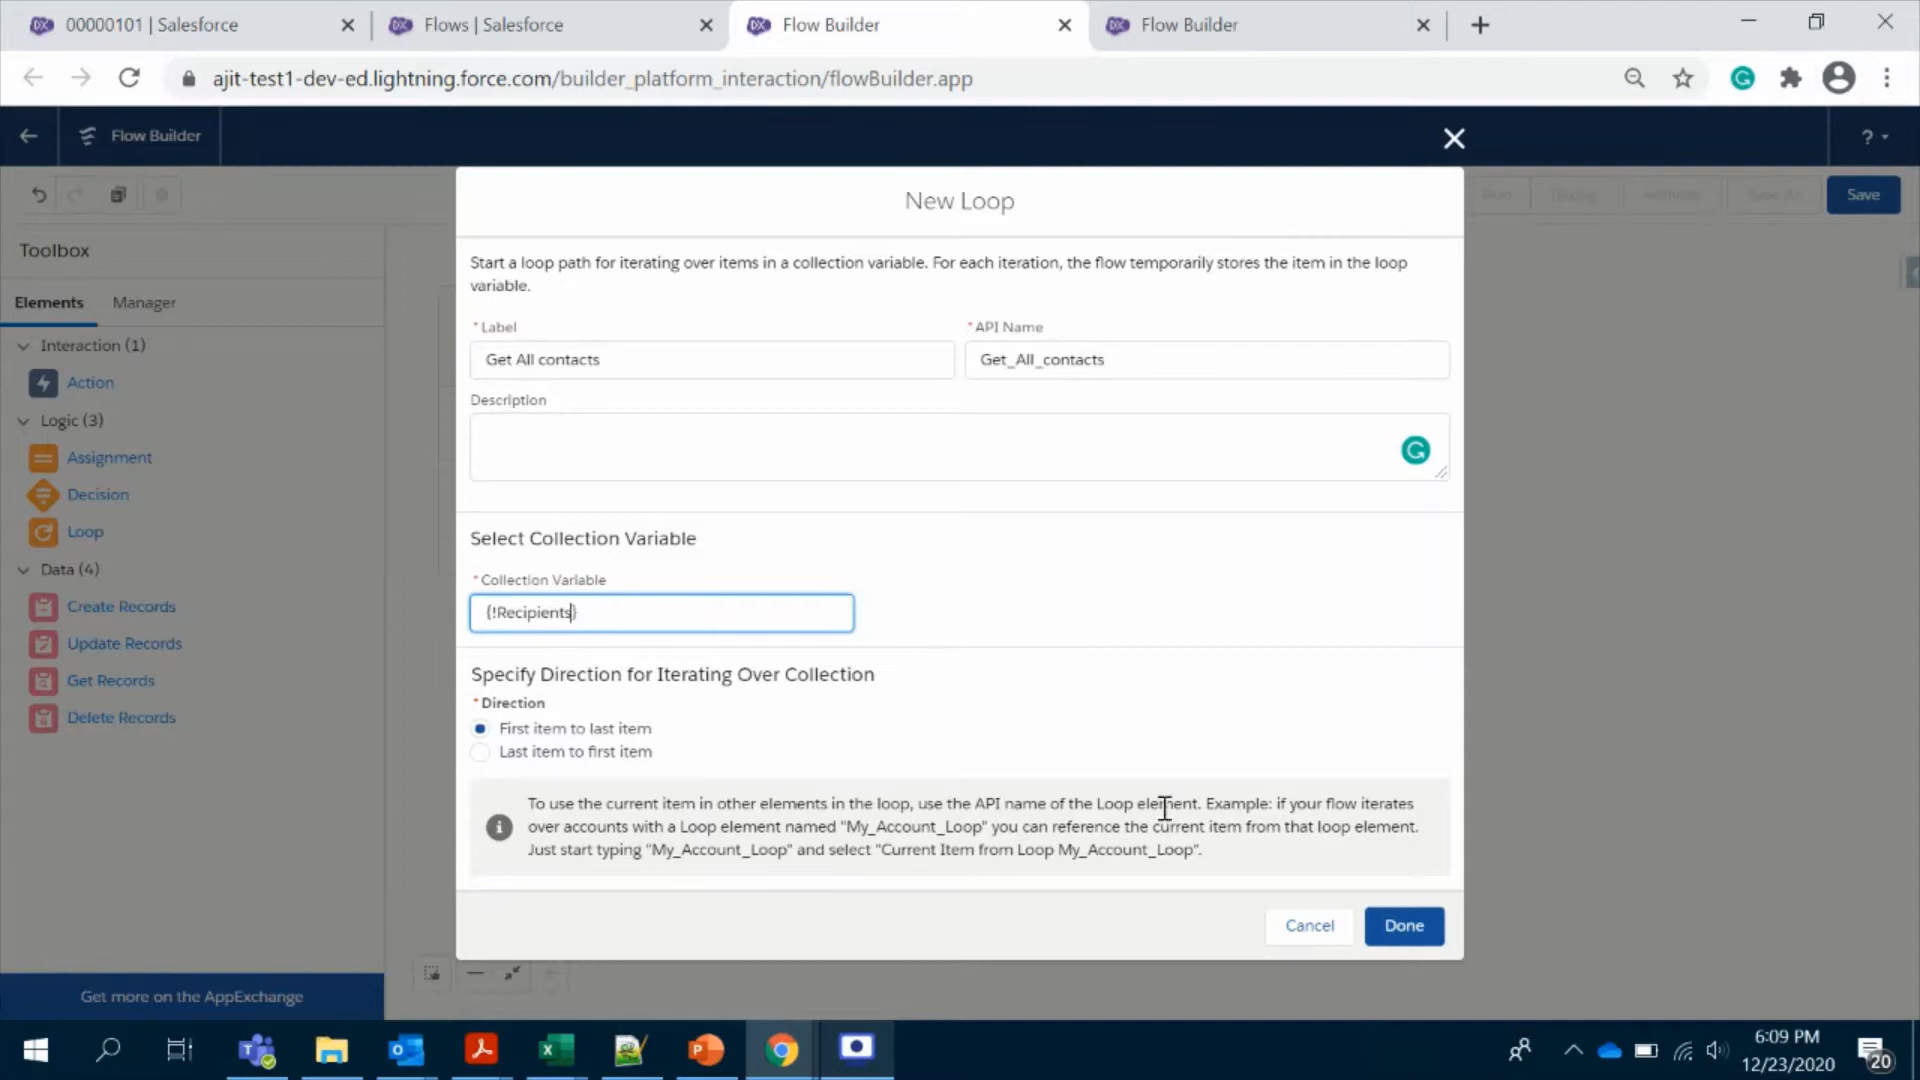 00000101 | Salesforce
Flows | Salesforce
Flow Builder
Flow Builder
ajit-test1-dev-ed.lightning.force.com/builder_platform_interaction/flowBuilder.app
Flow Builder
?
New Loop
Save
Toolbox
Start a loop path for iterating over items in a collection variable. For each iteration, the flow temporarily stores the item in the loop
variable.
Elements
Manager
*Label
*API Name
Interaction (1)
Get All contacts
Get_All_contacts
Action
Description
Logic (3)
Assignment
Decision
Loop
Select Collection Variable
Data (4)
*Collection Variable
Create Records
{!Recipients}
Update Records
Get Records
Specify Direction for Iterating Over Collection
*Direction
Delete Records
First item to last item
Last item to first item
To use the current item in other elements in the loop, use the API name of the Loop element. Example: if your flow iterates
over accounts with a Loop element named "My_Account_Loop" you can reference the current item from that loop element.
Just start typing "My_Account_Loop" and select "Current Item from Loop My_Account_Loop".
Cancel
Done
Get more on the AppExchange
6:09 PM
12/23/2020
20